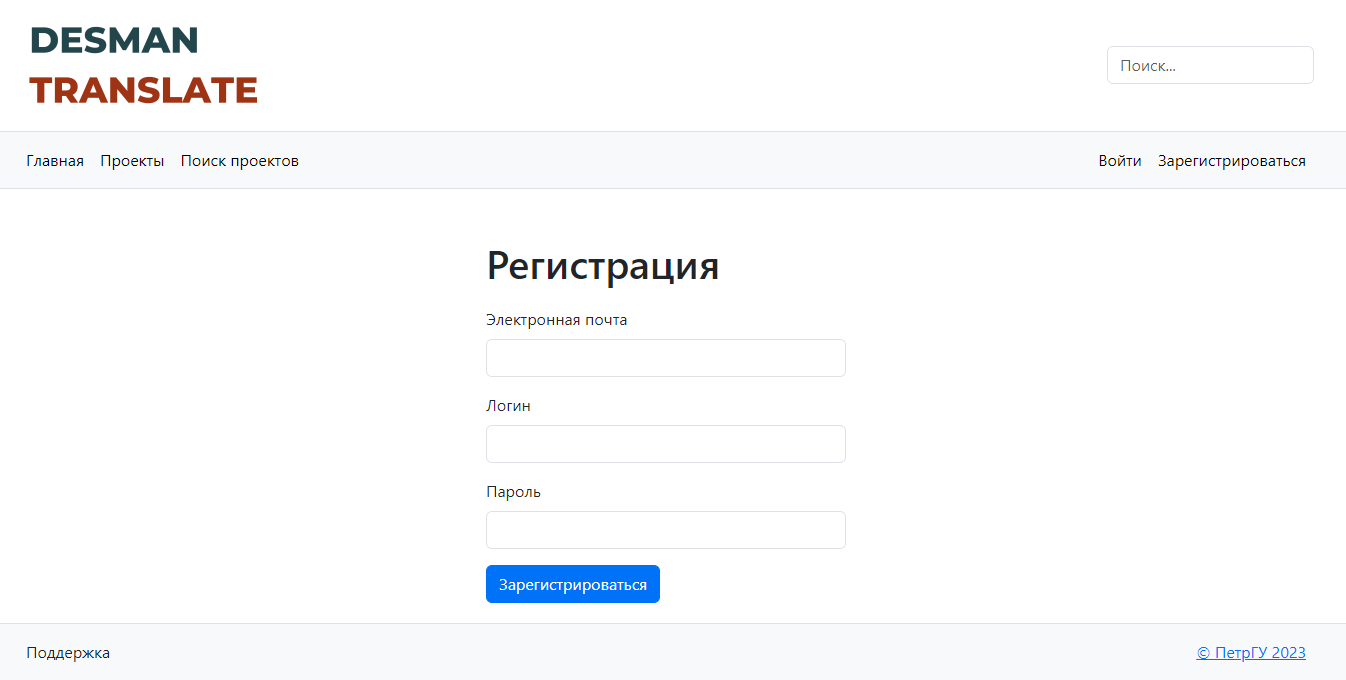 DESMAN
TRANSLATE
Поиск...
Главная Проекты Поиск проектов Войти Зарегистрироваться
Регистрация
Электронная почта
Логин
Пароль
Зарегистрироваться
Поддержка © ПетрГУ 2023